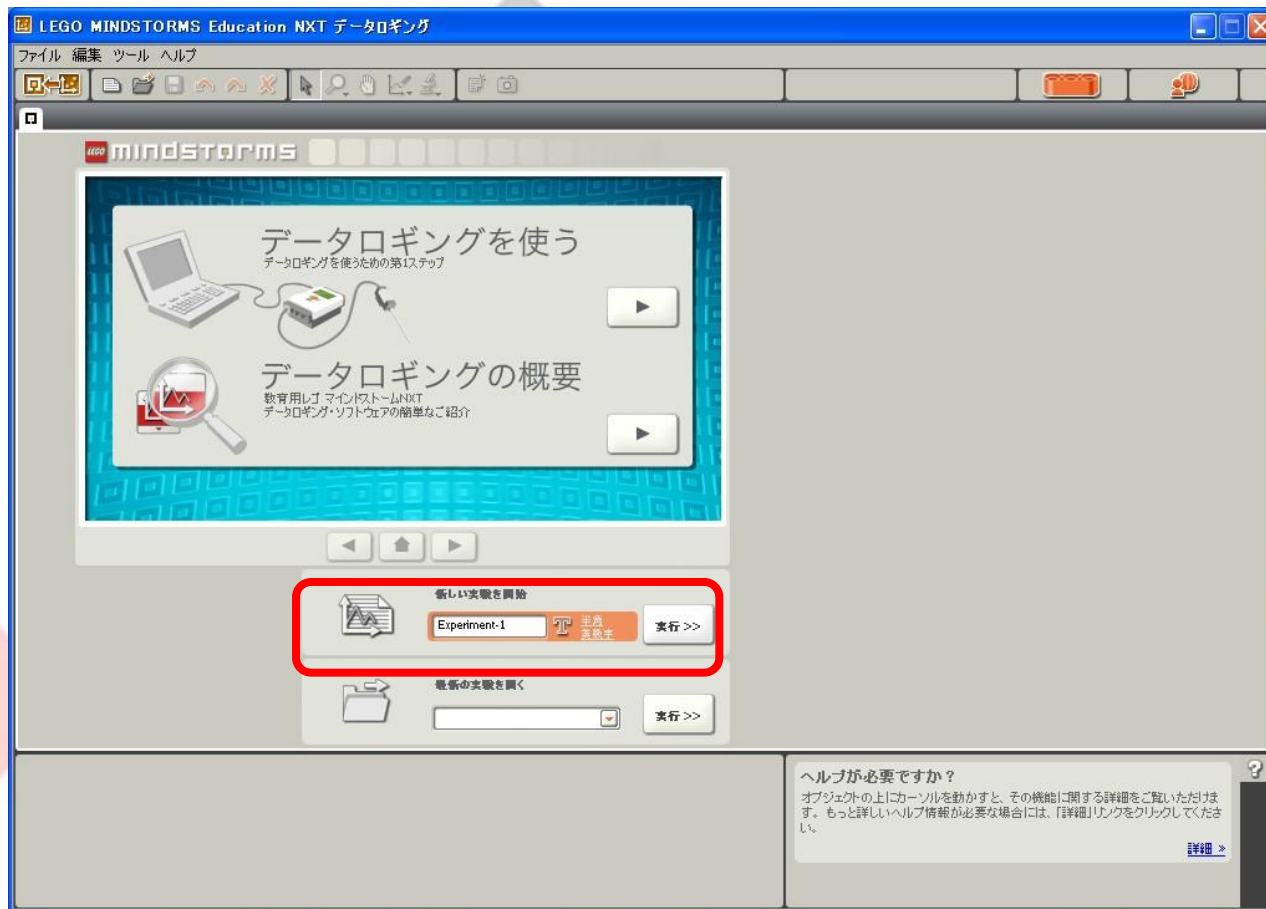 LEGO MINDSTORMS Education NXT データロギング
ファイル 編集 ツール ヘルプ
LEGO mindstorms
データロギングを使う
データロギングを使うための第1ステップ
データロギングの概要
教育用レゴ マインドストームNXT
データロギング・ソフトウェアの簡単なご紹介
新しい実験を開始
Experiment-1
T 半角
英数字
実行 >>
最新の実験を開く
実行 >>
ヘルプが必要ですか？
オブジェクトの上にカーソルを動かすと、その機能に関する詳細をご覧いただけま
す。もっと詳しいヘルプ情報が必要な場合には、「詳細」リンクをクリックしてくださ
い。
詳細 »